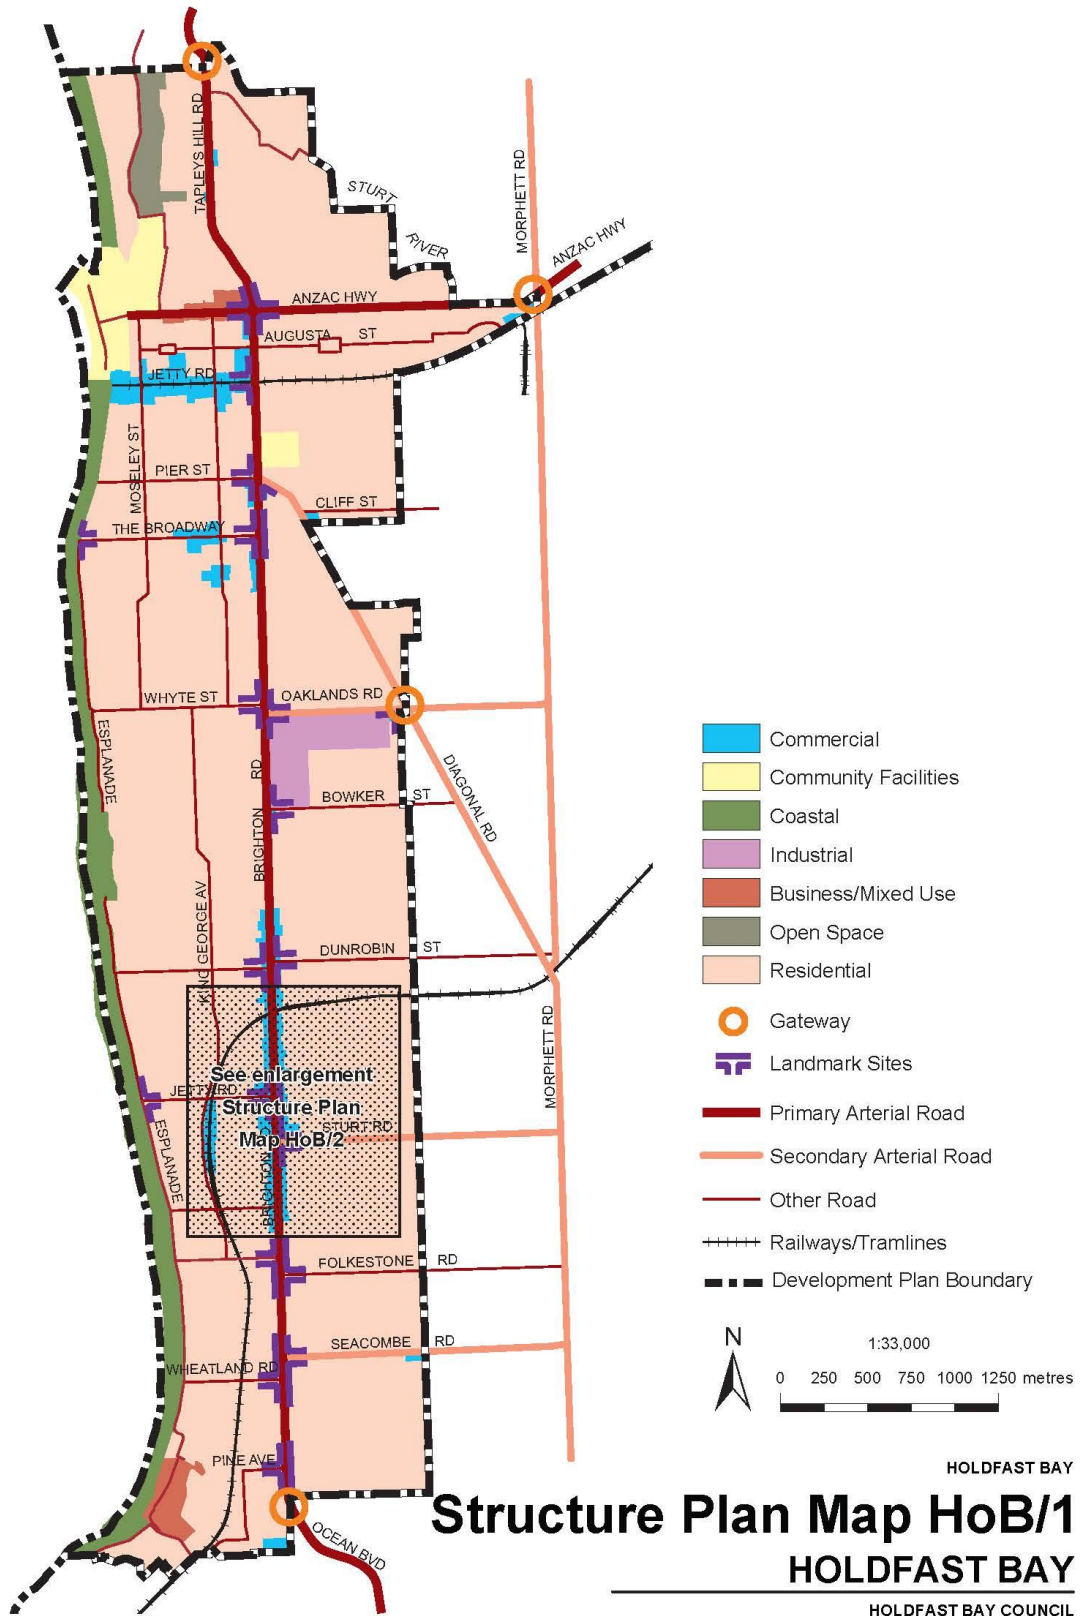 TAPLEYS HILL RD
STURT
RIVER
MORPHETT RD
ANZAC HWY
ANZAC HWY
AUGUSTA ST
JETTY RD
MOSELEY ST
PIER ST
CLIFF ST
THE BROADWAY
WHYTE ST
OAKLANDS RD
ESPLANADE
DIAGONAL RD
BRIGHTON RD
BOWKER ST
KING GEORGE AV
DUNROBIN ST
MORPHETT RD
See enlargement
JETTY RD
Structure Plan
STURT RD
Map HoB/2
ESPLANADE
BRIGHTON RD
FOLKESTONE RD
SEACOMBE RD
WHEATLAND RD
PINE AVE
OCEAN BVD
Commercial
Community Facilities
Coastal
Industrial
Business/Mixed Use
Open Space
Residential
Gateway
Landmark Sites
Primary Arterial Road
Secondary Arterial Road
Other Road
Railways/Tramlines
Development Plan Boundary
N
1:33,000
0 250 500 750 1000 1250 metres
HOLDFAST BAY
Structure Plan Map HoB/1
HOLDFAST BAY
HOLDFAST BAY COUNCIL